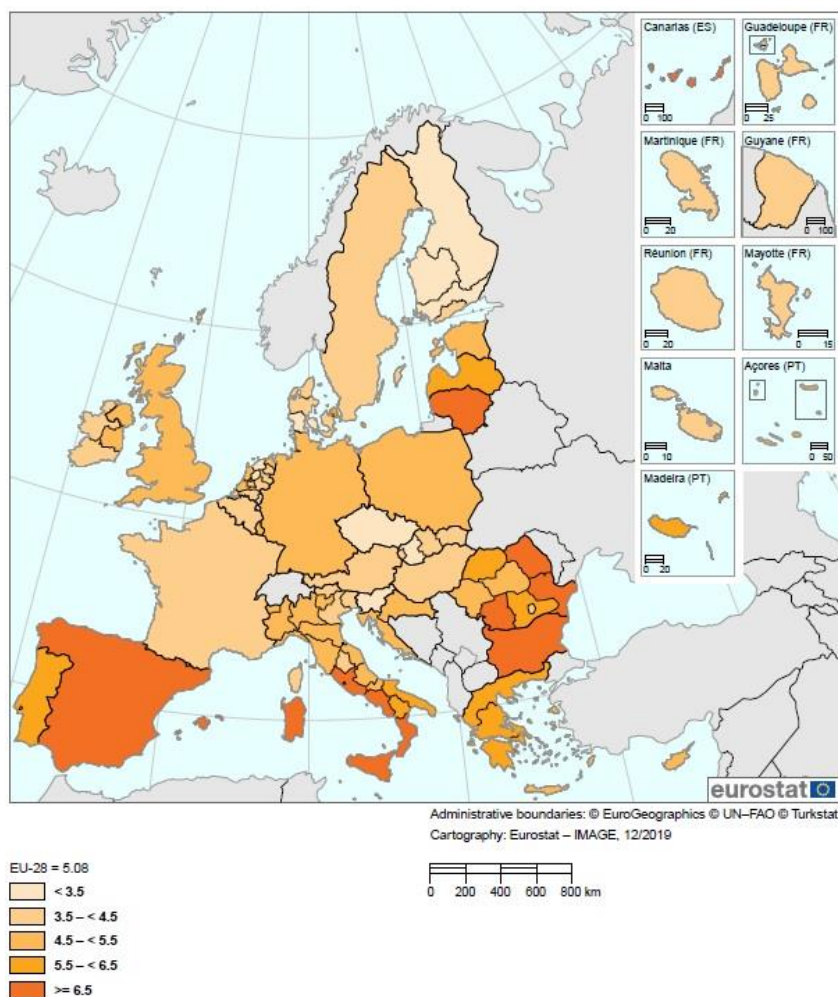 Canarias (ES)
0 100
Guadeloupe (FR)
0 25
Martinique (FR)
0 20
Guyane (FR)
0 100
Réunion (FR)
0 20
Mayotte (FR)
0 15
Malta
0 10
Açores (PT)
0 50
Madeira (PT)
0 20
eurostat
Administrative boundaries: © EuroGeographics © UN–FAO © Turkstat
Cartography: Eurostat – IMAGE, 12/2019
0 200 400 600 800 km
EU-28 = 5.08
< 3.5
3.5 – < 4.5
4.5 – < 5.5
5.5 – < 6.5
>= 6.5